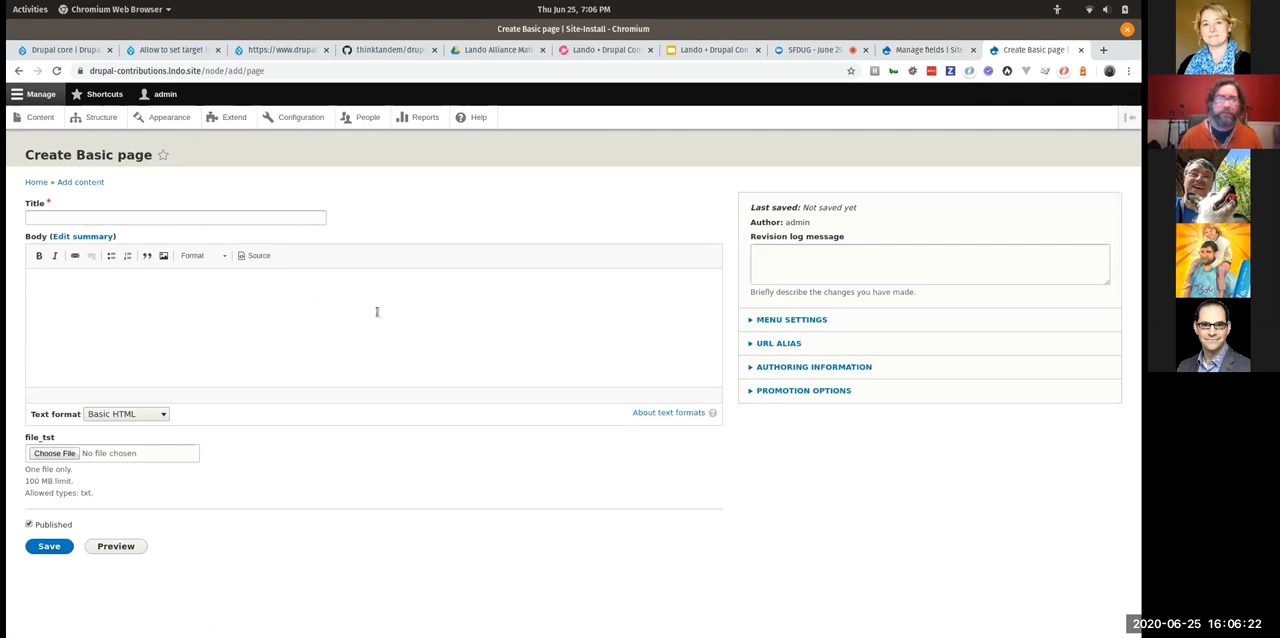 Activities Chromium Web Browser Thu Jun 25, 7:06 PM
Create Basic page | Site-Install - Chromium
Drupal core | Drupal Allow to set target i https://www.drupal thinktandem/drup Lando Alliance Mat Lando + Drupal Con Lando + Drupal Con SFDUG - June 25 Manage fields | Site Create Basic page |
drupal-contributions.lndo.site/node/add/page
Manage Shortcuts admin
Content Structure Appearance Extend Configuration People Reports Help
Create Basic page
Home » Add content
Title *
Body (Edit summary)
B I Format Source
Text format Basic HTML
About text formats ?
file_tst
Choose File No file chosen
One file only.
100 MB limit.
Allowed types: txt.
Published
Save Preview
Last saved: Not saved yet
Author: admin
Revision log message
Briefly describe the changes you have made.
MENU SETTINGS
URL ALIAS
AUTHORING INFORMATION
PROMOTION OPTIONS
2020-06-25 16:06:22